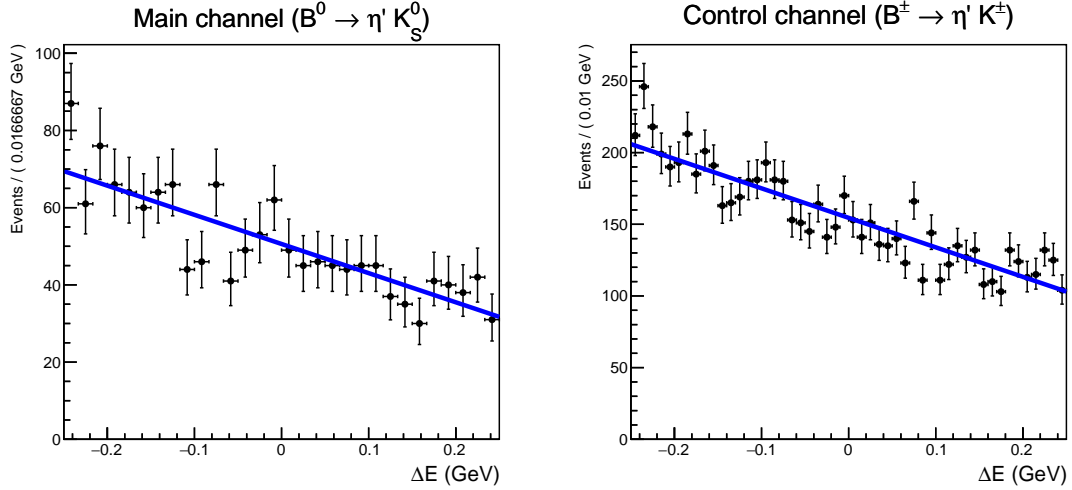 Main channel (B⁰ → η' K⁰_S)
Events / ( 0.0166667 GeV )
100
80
60
40
20
0
−0.2 −0.1 0 0.1 0.2
ΔE (GeV)
Control channel (B± → η' K±)
Events / ( 0.01 GeV )
250
200
150
100
50
0
−0.2 −0.1 0 0.1 0.2
ΔE (GeV)